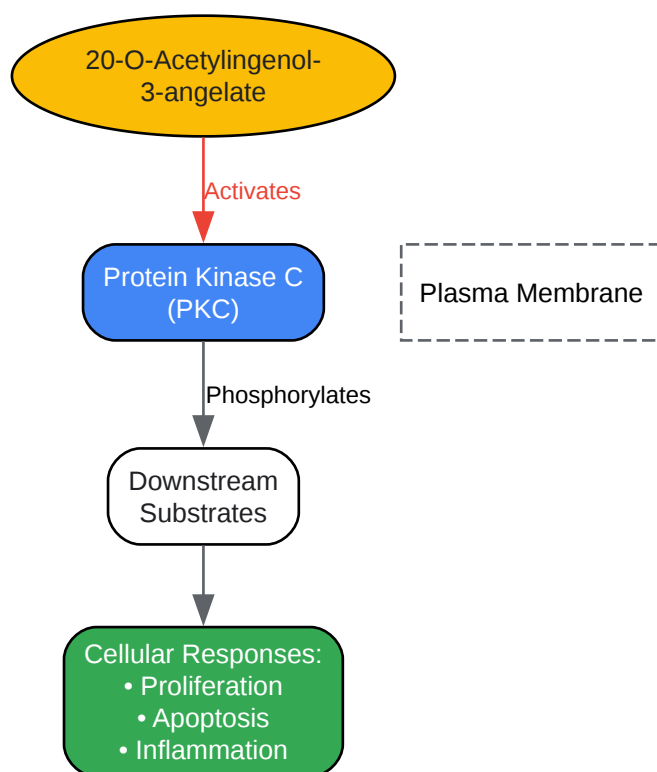 20-O-Acetylingenol-
3-angelate
Activates
Protein Kinase C
(PKC)
Plasma Membrane
Phosphorylates
Downstream
Substrates
Cellular Responses:
• Proliferation
• Apoptosis
• Inflammation